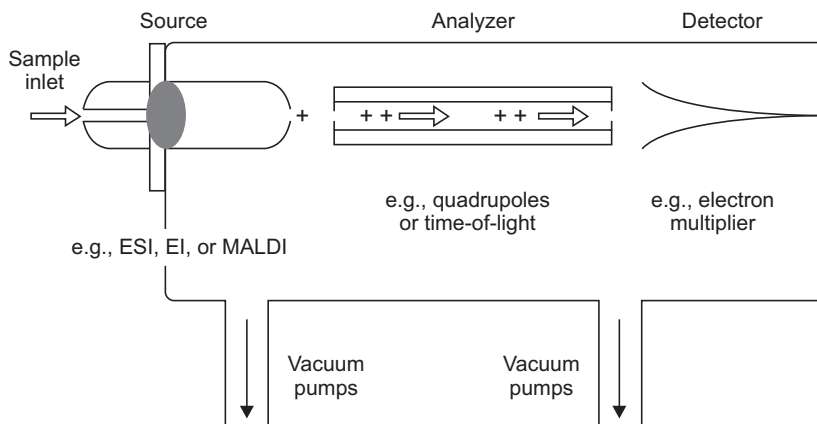 Source
Analyzer
Detector
Sample
inlet
+
+ +
+ +
e.g., quadrupoles
or time-of-light
e.g., electron
multiplier
e.g., ESI, EI, or MALDI
Vacuum
pumps
Vacuum
pumps